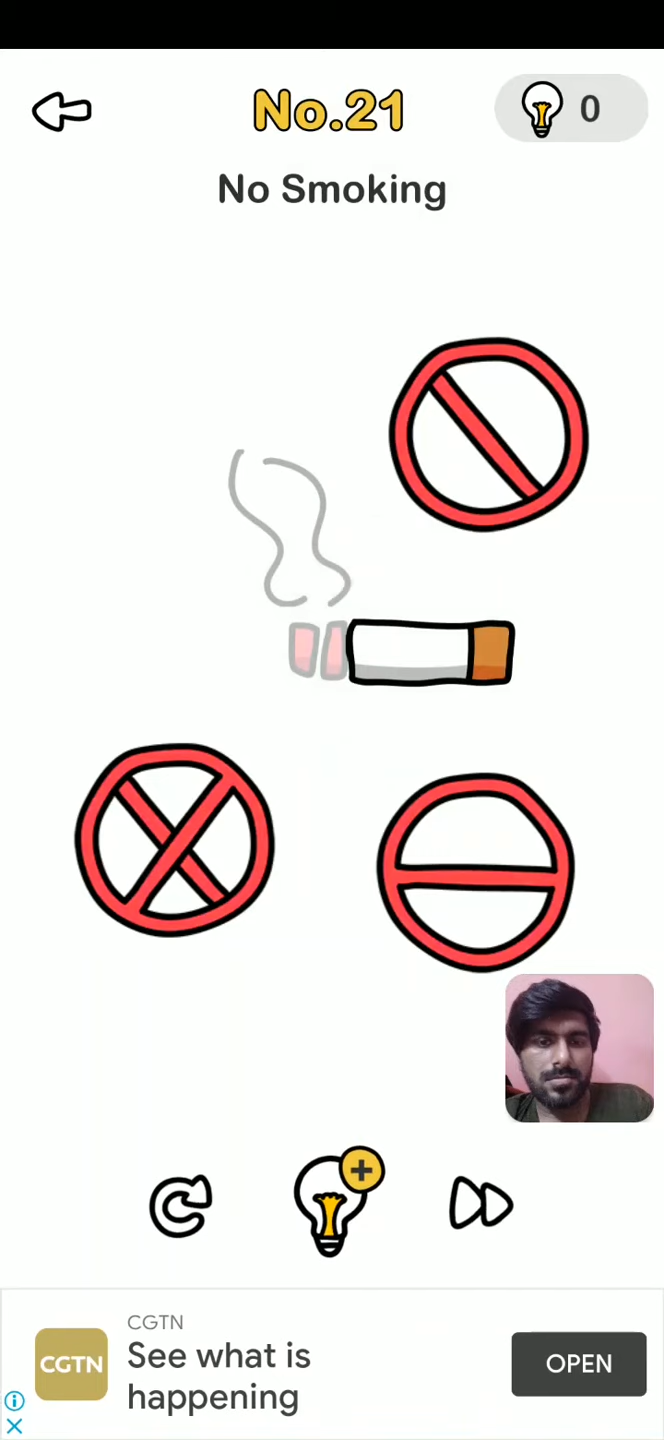 No.21
0
No Smoking
CGTN
CGTN
See what is
happening
OPEN